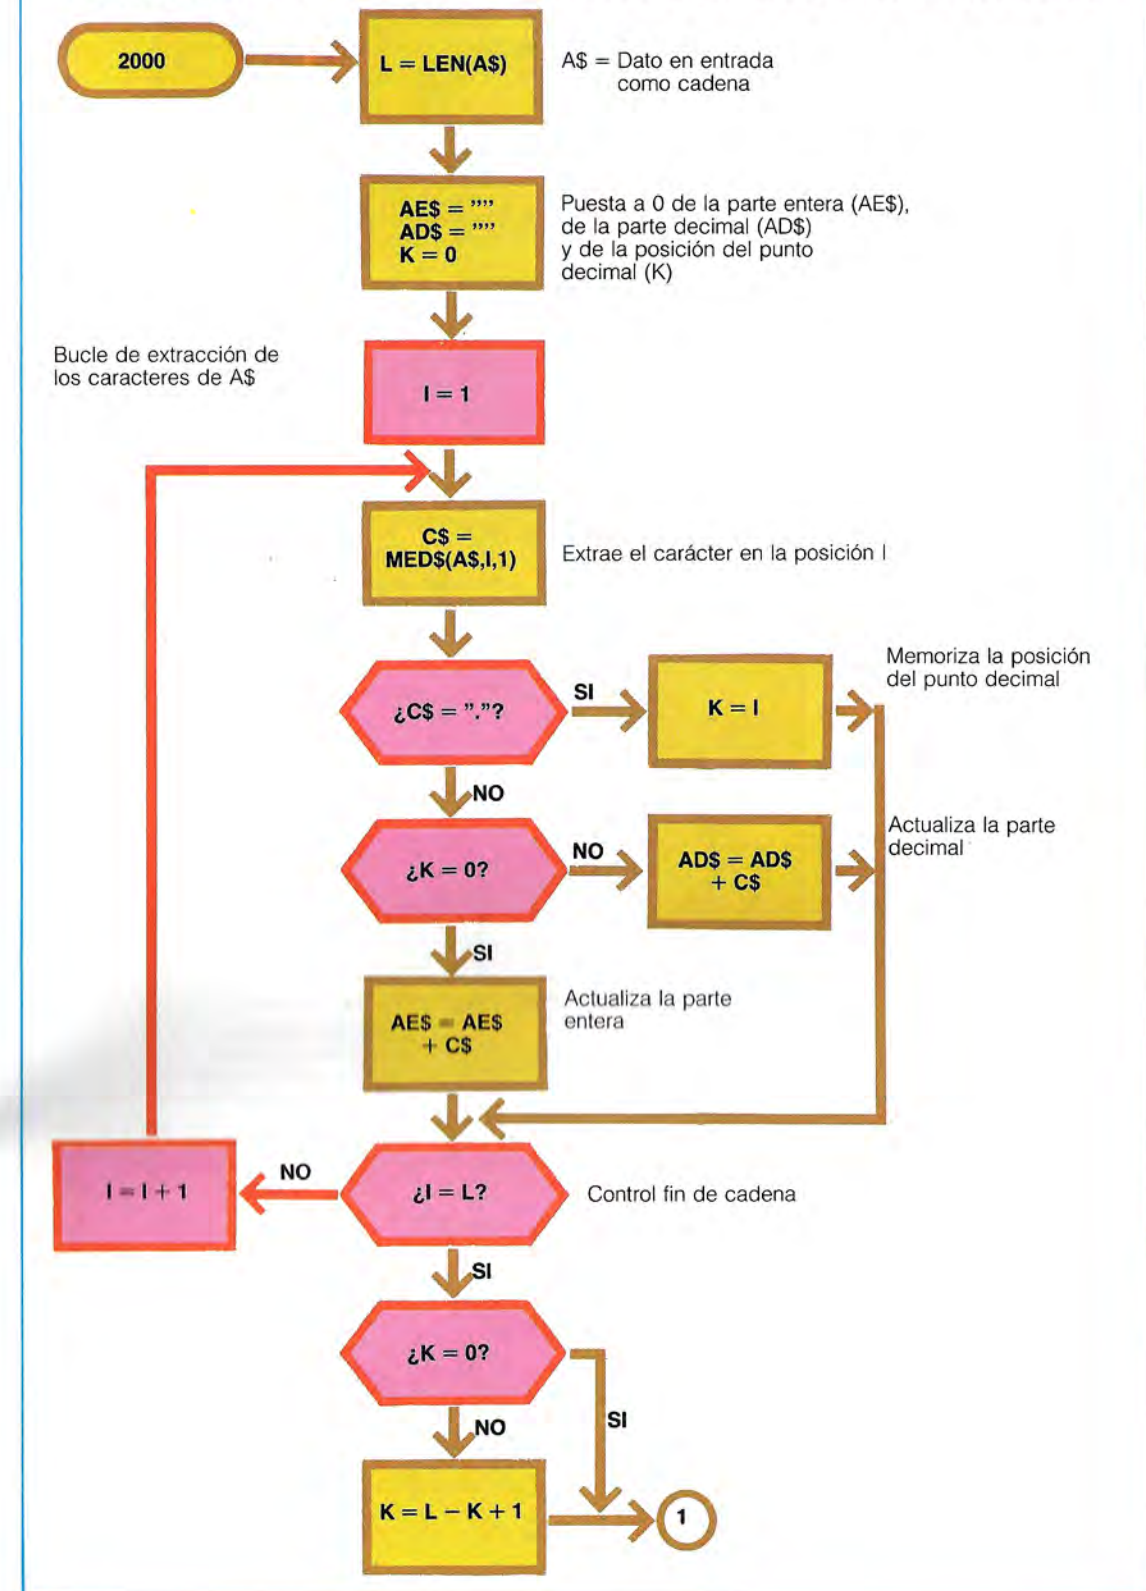 2000
L = LEN(A$)
A$ = Dato en entrada
como cadena
AE$ = ""
AD$ = ""
K = 0
Puesta a 0 de la parte entera (AE$),
de la parte decimal (AD$)
y de la posición del punto
decimal (K)
Bucle de extracción de
los caracteres de A$
I = 1
C$ =
MED$(A$,I,1)
Extrae el carácter en la posición I
¿C$ = "."?
SI
K = I
Memoriza la posición
del punto decimal
NO
¿K = 0?
NO
AD$ = AD$
+ C$
Actualiza la parte
decimal
SI
AE$ = AE$
+ C$
Actualiza la parte
entera
I = I + 1
NO
¿I = L?
Control fin de cadena
SI
¿K = 0?
SI
NO
K = L − K + 1
1